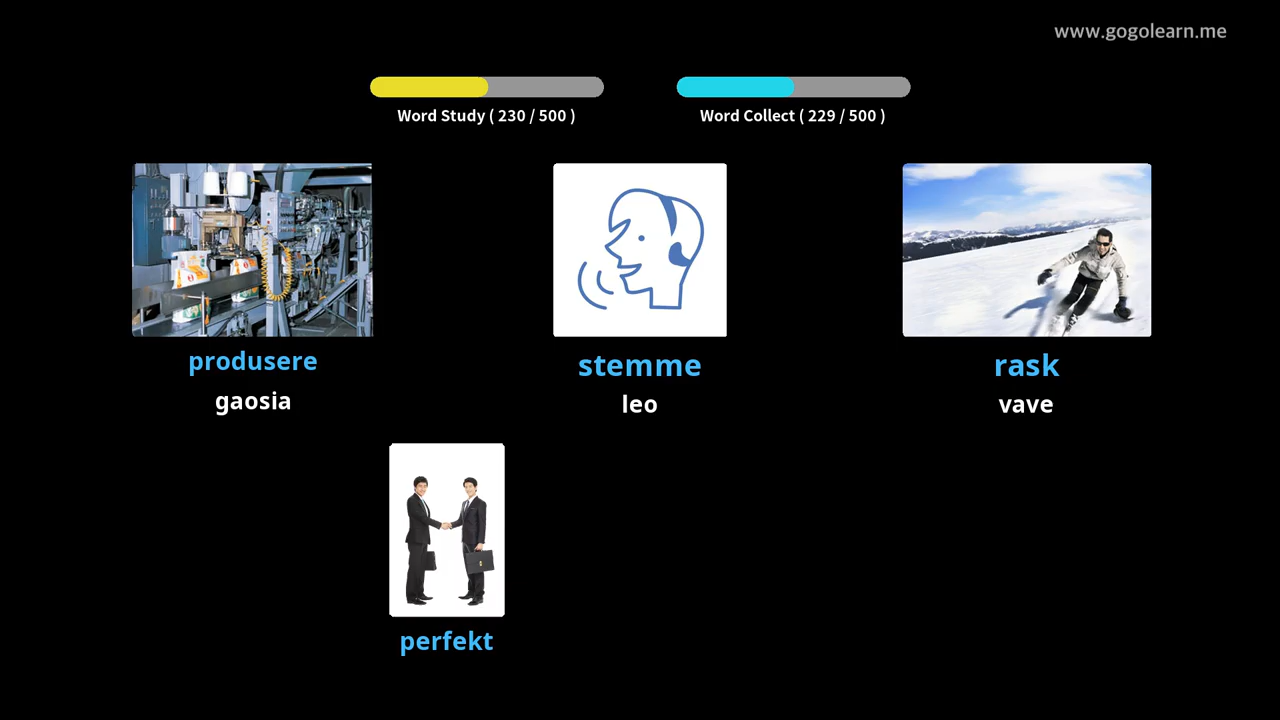 www.gogolearn.me
Word Study ( 230 / 500 )
Word Collect ( 229 / 500 )
produsere
gaosia
stemme
leo
rask
vave
perfekt